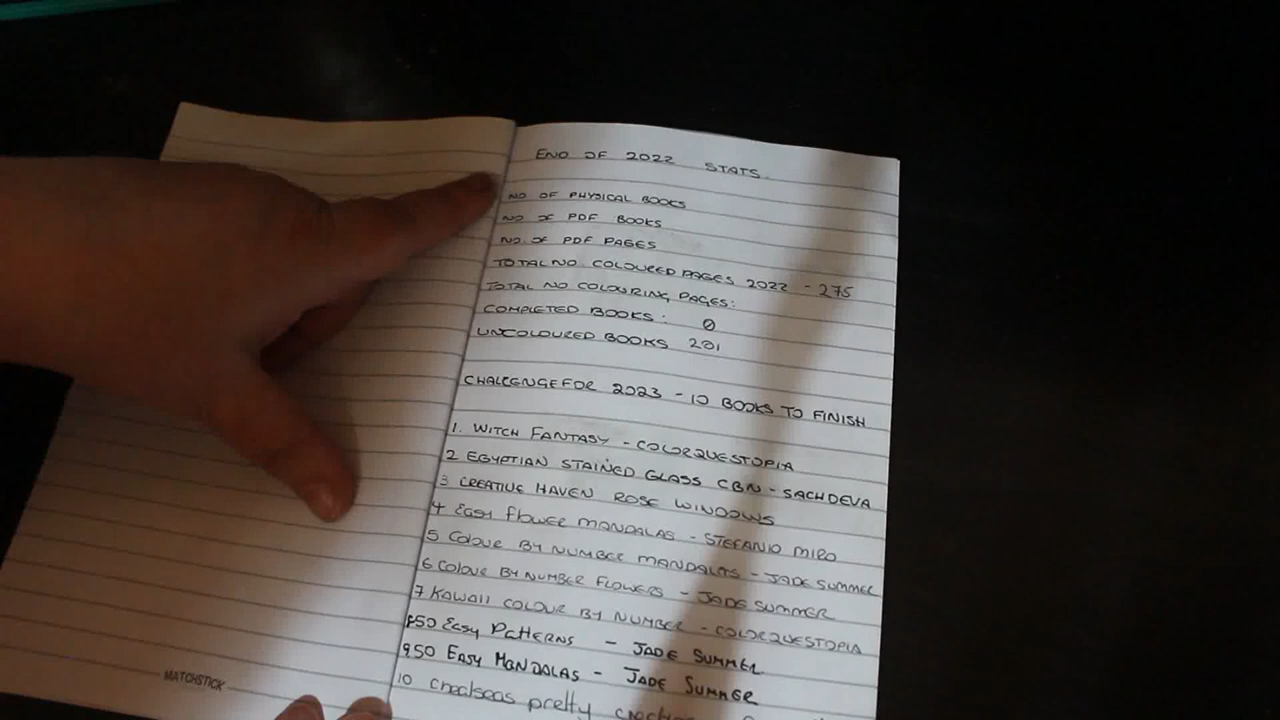 END OF 2022 STATS.
NO OF PHYSICAL BOOKS
NO OF PDF BOOKS
NO. OF PDF PAGES
TOTAL NO COLOURED PAGES 2022 - 275
TOTAL NO COLOURING PAGES:
COMPLETED BOOKS: 0
UNCOLOURED BOOKS 201
CHALLENGE FOR 2023 - 10 BOOKS TO FINISH
1. WITCH FANTASY - COLORQUESTOPIA
2 EGYPTIAN STAINED GLASS CBN - SACHDEVA
3 CREATIVE HAVEN ROSE WINDOWS
4 Easy flower MANDALAS - STEFANIO MIRO
5 COLOUR BY NUMBER MANDALAS - JADE SUMMER
6 COLOUR BY NUMBER FLOWERS - JADE SUMMER
7 KAWAII COLOUR BY NUMBER - COLORQUESTOPIA
8 50 Easy PATTERNS - JADE SUMMER
9 50 EASY MANDALAS - JADE SUMMER
10 Chealseas pretty
MATCHSTICK